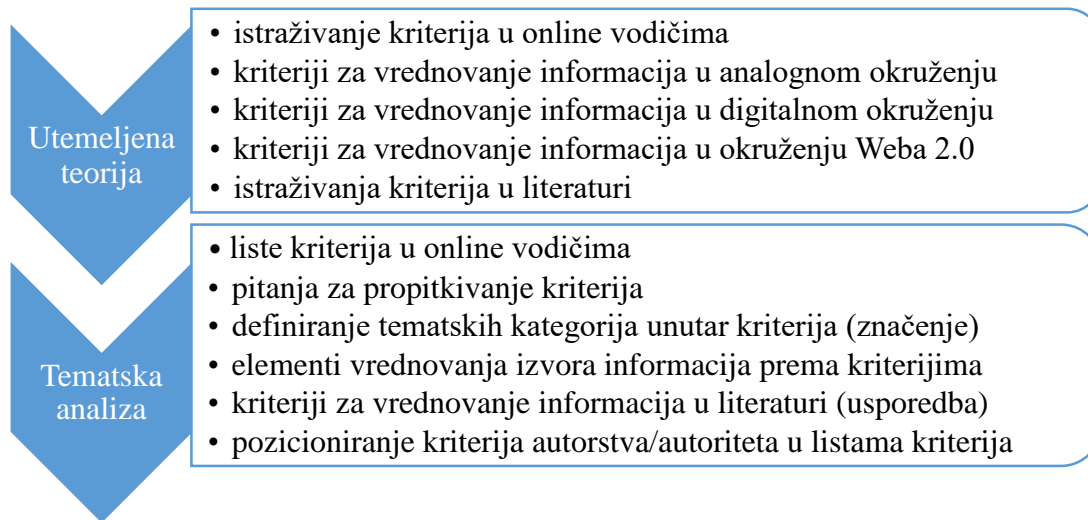 Utemeljena
teorija
• istraživanje kriterija u online vodičima
• kriteriji za vrednovanje informacija u analognom okruženju
• kriteriji za vrednovanje informacija u digitalnom okruženju
• kriteriji za vrednovanje informacija u okruženju Weba 2.0
• istraživanja kriterija u literaturi
Tematska
analiza
• liste kriterija u online vodičima
• pitanja za propitkivanje kriterija
• definiranje tematskih kategorija unutar kriterija (značenje)
• elementi vrednovanja izvora informacija prema kriterijima
• kriteriji za vrednovanje informacija u literaturi (usporedba)
• pozicioniranje kriterija autorstva/autoriteta u listama kriterija